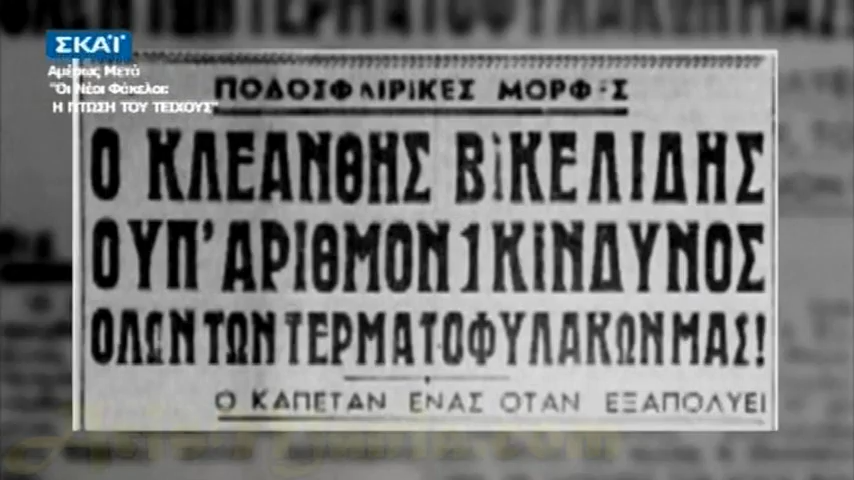 ΣΚΑΪ
Αμέσως Μετά
"Οι Νέοι Φάκελοι:
Η ΠΤΩΣΗ ΤΟΥ ΤΕΙΧΟΥΣ"
ΠΟΔΟΣΦΑΙΡΙΚΕΣ ΜΟΡΦΕΣ
Ο ΚΛΕΑΝΘΗΣ ΒΙΚΕΛΙΔΗΣ
Ο ΥΠ' ΑΡΙΘΜΟΝ 1 ΚΙΝΔΥΝΟΣ
ΟΛΩΝ ΤΩΝ ΤΕΡΜΑΤΟΦΥΛΑΚΩΝ ΜΑΣ!
Ο ΚΑΠΕΤΑΝ ΕΝΑΣ ΟΤΑΝ ΕΞΑΠΟΛΥΕΙ